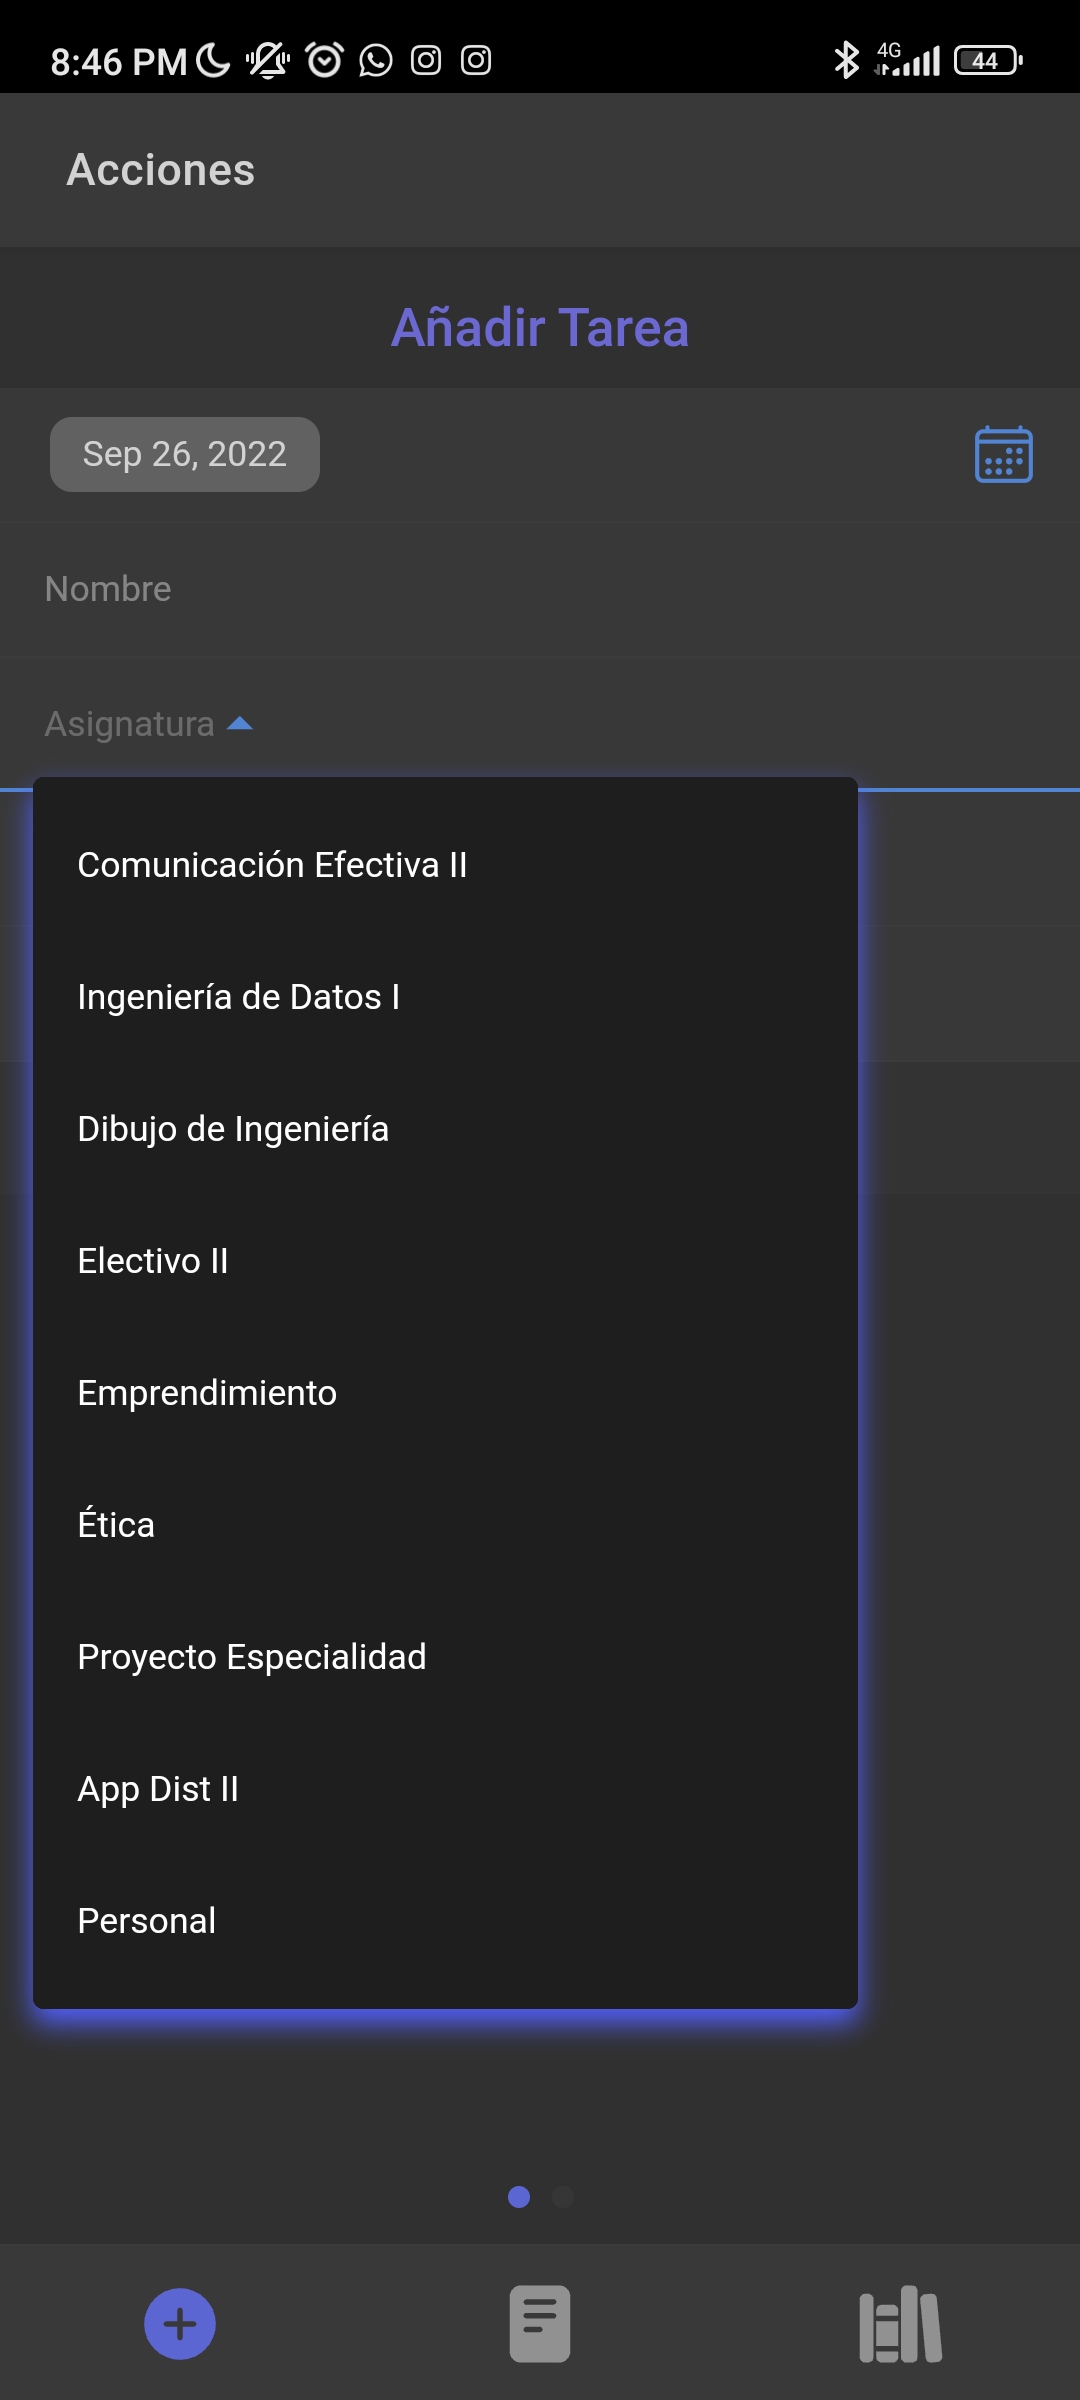 8:46 PM
4G
44
Acciones
Añadir Tarea
Sep 26, 2022
Nombre
Asignatura
Comunicación Efectiva II
Ingeniería de Datos I
Dibujo de Ingeniería
Electivo II
Emprendimiento
Ética
Proyecto Especialidad
App Dist II
Personal